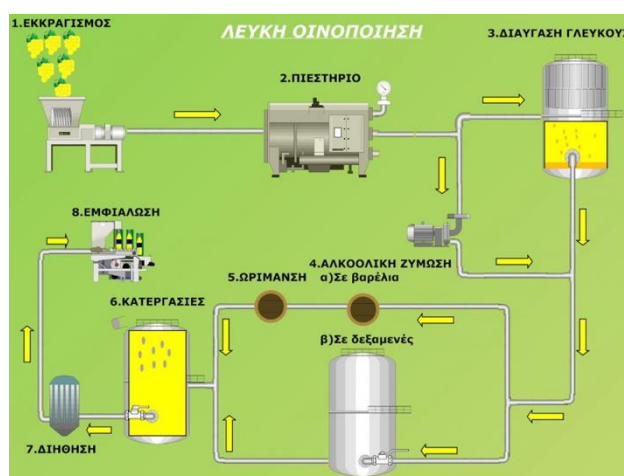 ΛΕΥΚΗ ΟΙΝΟΠΟΙΗΣΗ
1.ΕΚΚΡΑΓΙΣΜΟΣ
2.ΠΙΕΣΤΗΡΙΟ
3.ΔΙΑΥΓΑΣΗ ΓΛΕΥΚΟΥΣ
4.ΑΛΚΟΟΛΙΚΗ ΖΥΜΩΣΗ
α)Σε βαρέλια
β)Σε δεξαμενές
5.ΩΡΙΜΑΝΣΗ
6.ΚΑΤΕΡΓΑΣΙΕΣ
7.ΔΙΗΘΗΣΗ
8.ΕΜΦΙΑΛΩΣΗ